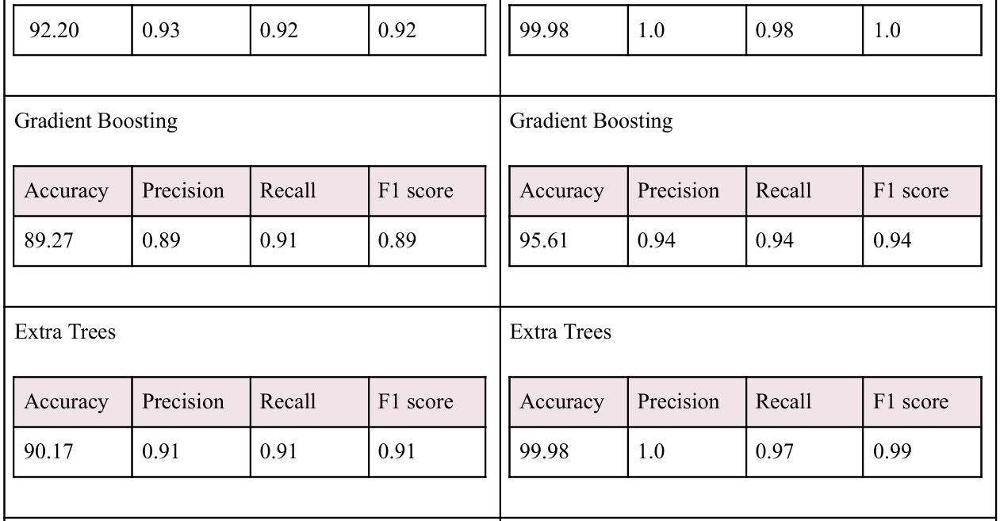 92.20 0.93 0.92 0.92 99.98 1.0 0.98 1.0
Gradient Boosting Gradient Boosting
Accuracy Precision Recall F1 score Accuracy Precision Recall F1 score
89.27 0.89 0.91 0.89 95.61 0.94 0.94 0.94
Extra Trees Extra Trees
Accuracy Precision Recall F1 score Accuracy Precision Recall F1 score
90.17 0.91 0.91 0.91 99.98 1.0 0.97 0.99